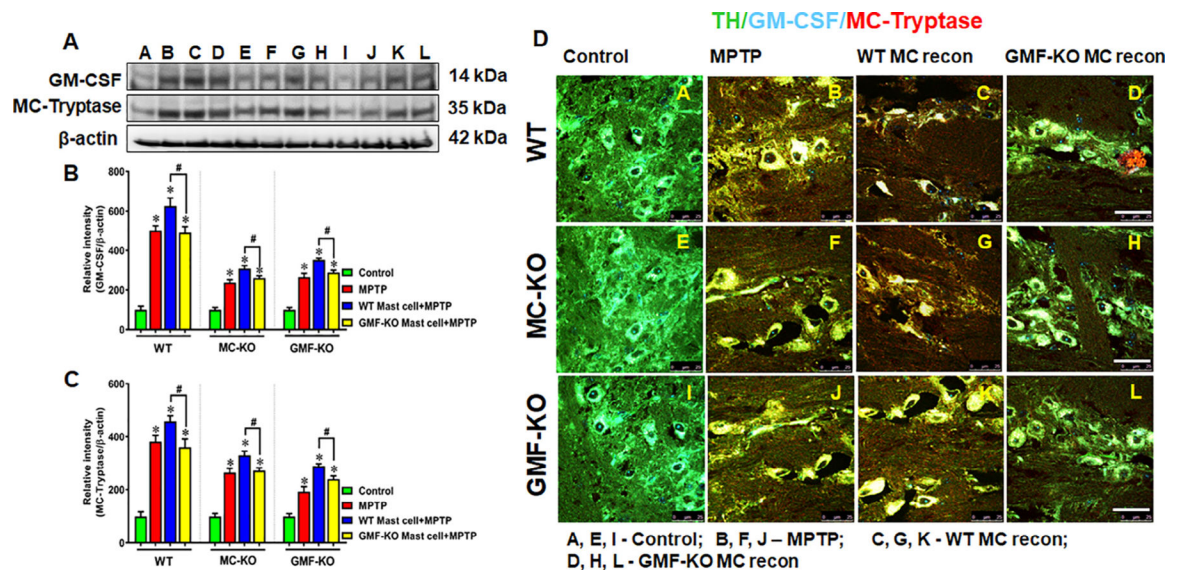 TH/GM-CSF/MC-Tryptase
A
A B C D E F G H I J K L
GM-CSF 14 kDa
MC-Tryptase 35 kDa
β-actin 42 kDa
B
Relative intensity
(GM-CSF/β-actin)
800
600
400
200
0
# # #
* * * * * * * * *
WT MC-KO GMF-KO
Control
MPTP
WT Mast cell+MPTP
GMF-KO Mast cell+MPTP
C
Relative intensity
(MC-Tryptase/β-actin)
600
400
200
0
# # #
* * * * * * * * *
WT MC-KO GMF-KO
Control
MPTP
WT Mast cell+MPTP
GMF-KO Mast cell+MPTP
D
Control MPTP WT MC recon GMF-KO MC recon
WT
A B C D
MC-KO
E F G H
GMF-KO
I J K L
A, E, I - Control; B, F, J – MPTP; C, G, K - WT MC recon;
D, H, L - GMF-KO MC recon